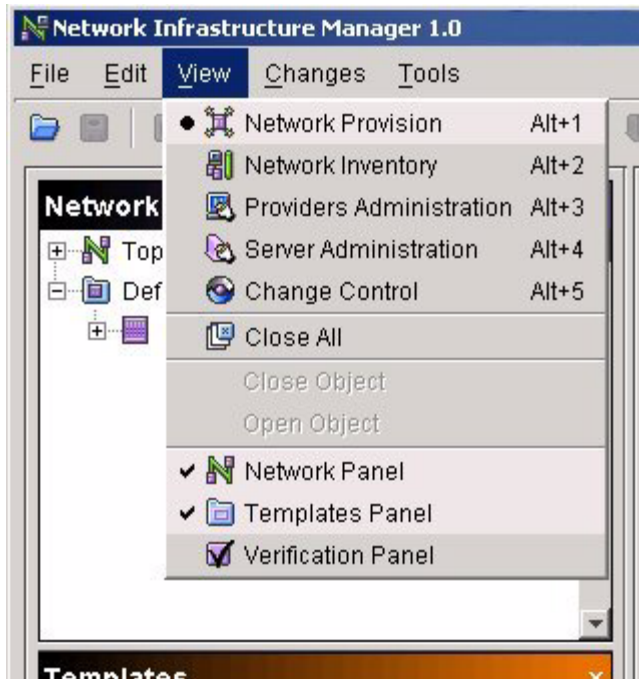 Network Infrastructure Manager 1.0
File Edit View Changes Tools
Network Provision Alt+1
Network Inventory Alt+2
Providers Administration Alt+3
Server Administration Alt+4
Change Control Alt+5
Close All
Close Object
Open Object
Network Panel
Templates Panel
Verification Panel
Network
Top
Def
Templates